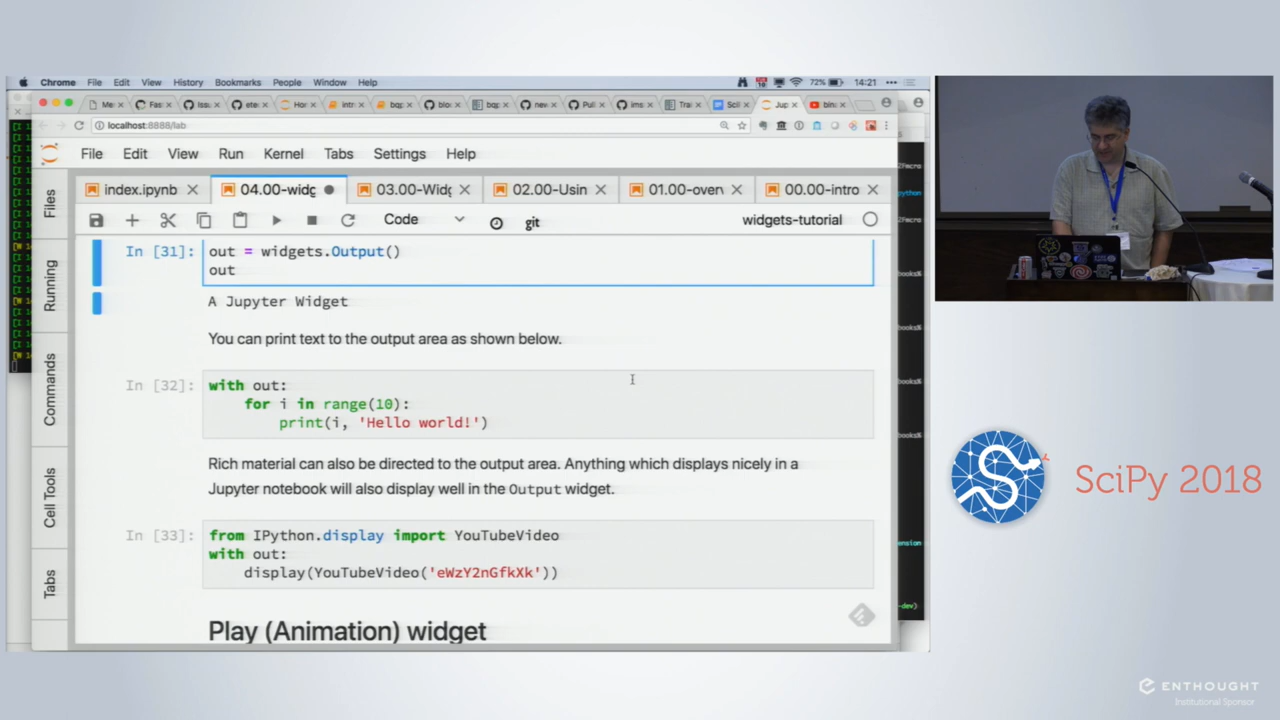 Chrome File Edit View History Bookmarks People Window Help
72% 14:21
localhost:8888/lab
File Edit View Run Kernel Tabs Settings Help
index.ipynb 04.00-widg 03.00-Widg 02.00-Usin 01.00-overv 00.00-intro
Code git widgets-tutorial
Files
Running
Commands
Cell Tools
Tabs
In [31]: out = widgets.Output()
out
A Jupyter Widget
You can print text to the output area as shown below.
In [32]: with out:
for i in range(10):
print(i, 'Hello world!')
Rich material can also be directed to the output area. Anything which displays nicely in a
Jupyter notebook will also display well in the Output widget.
In [33]: from IPython.display import YouTubeVideo
with out:
display(YouTubeVideo('eWzY2nGfkXk'))
Play (Animation) widget
SciPy 2018
ENTHOUGHT
Institutional Sponsor